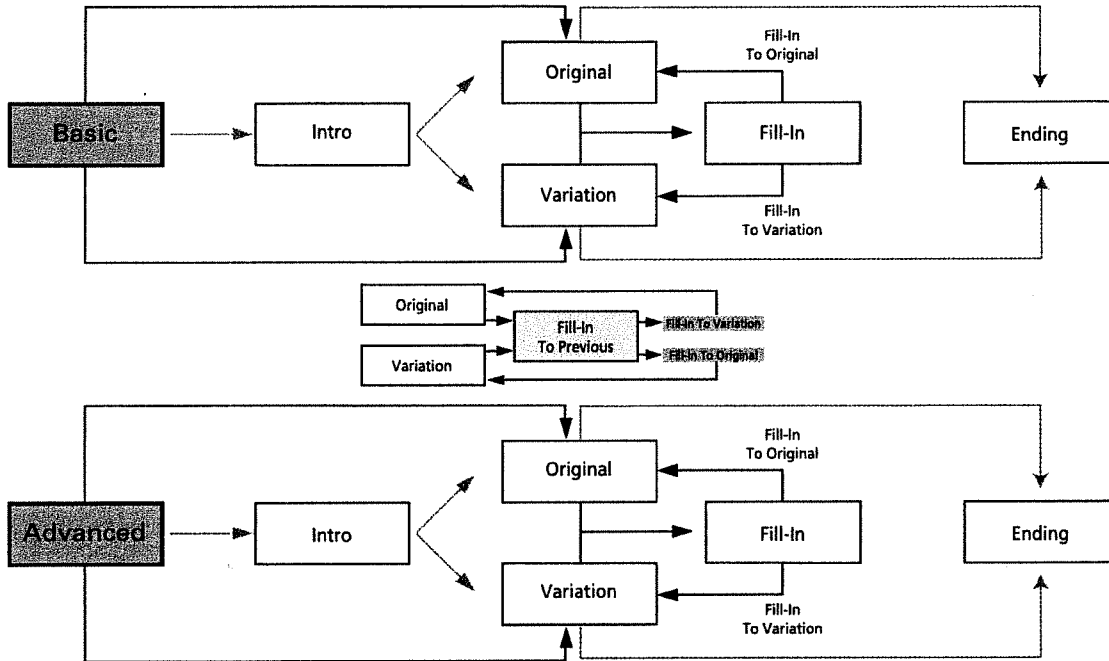 Fill-In
To Original
Original
Basic
Intro
Fill-In
Ending
Variation
Fill-In
To Variation
Original
Fill-In
To Previous
Fill-In To Variation
Fill-In To Original
Variation
Fill-In
To Original
Original
Advanced
Intro
Fill-In
Ending
Variation
Fill-In
To Variation